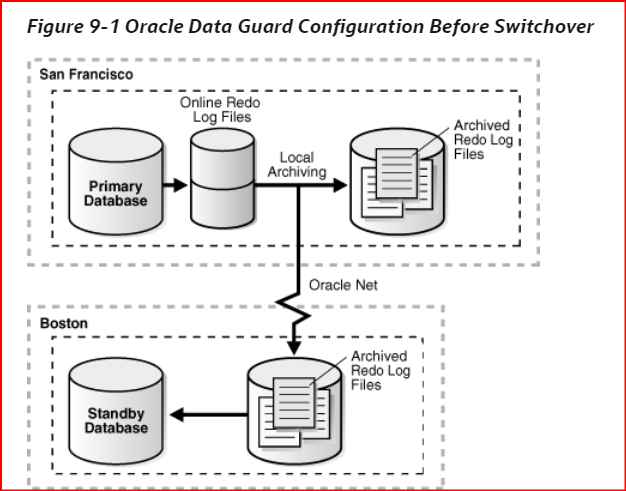 Figure 9-1 Oracle Data Guard Configuration Before Switchover
San Francisco
Online Redo
Log Files
Archived
Redo Log
Files
Local
Archiving
Primary
Database
Oracle Net
Boston
Archived
Redo Log
Files
Standby
Database